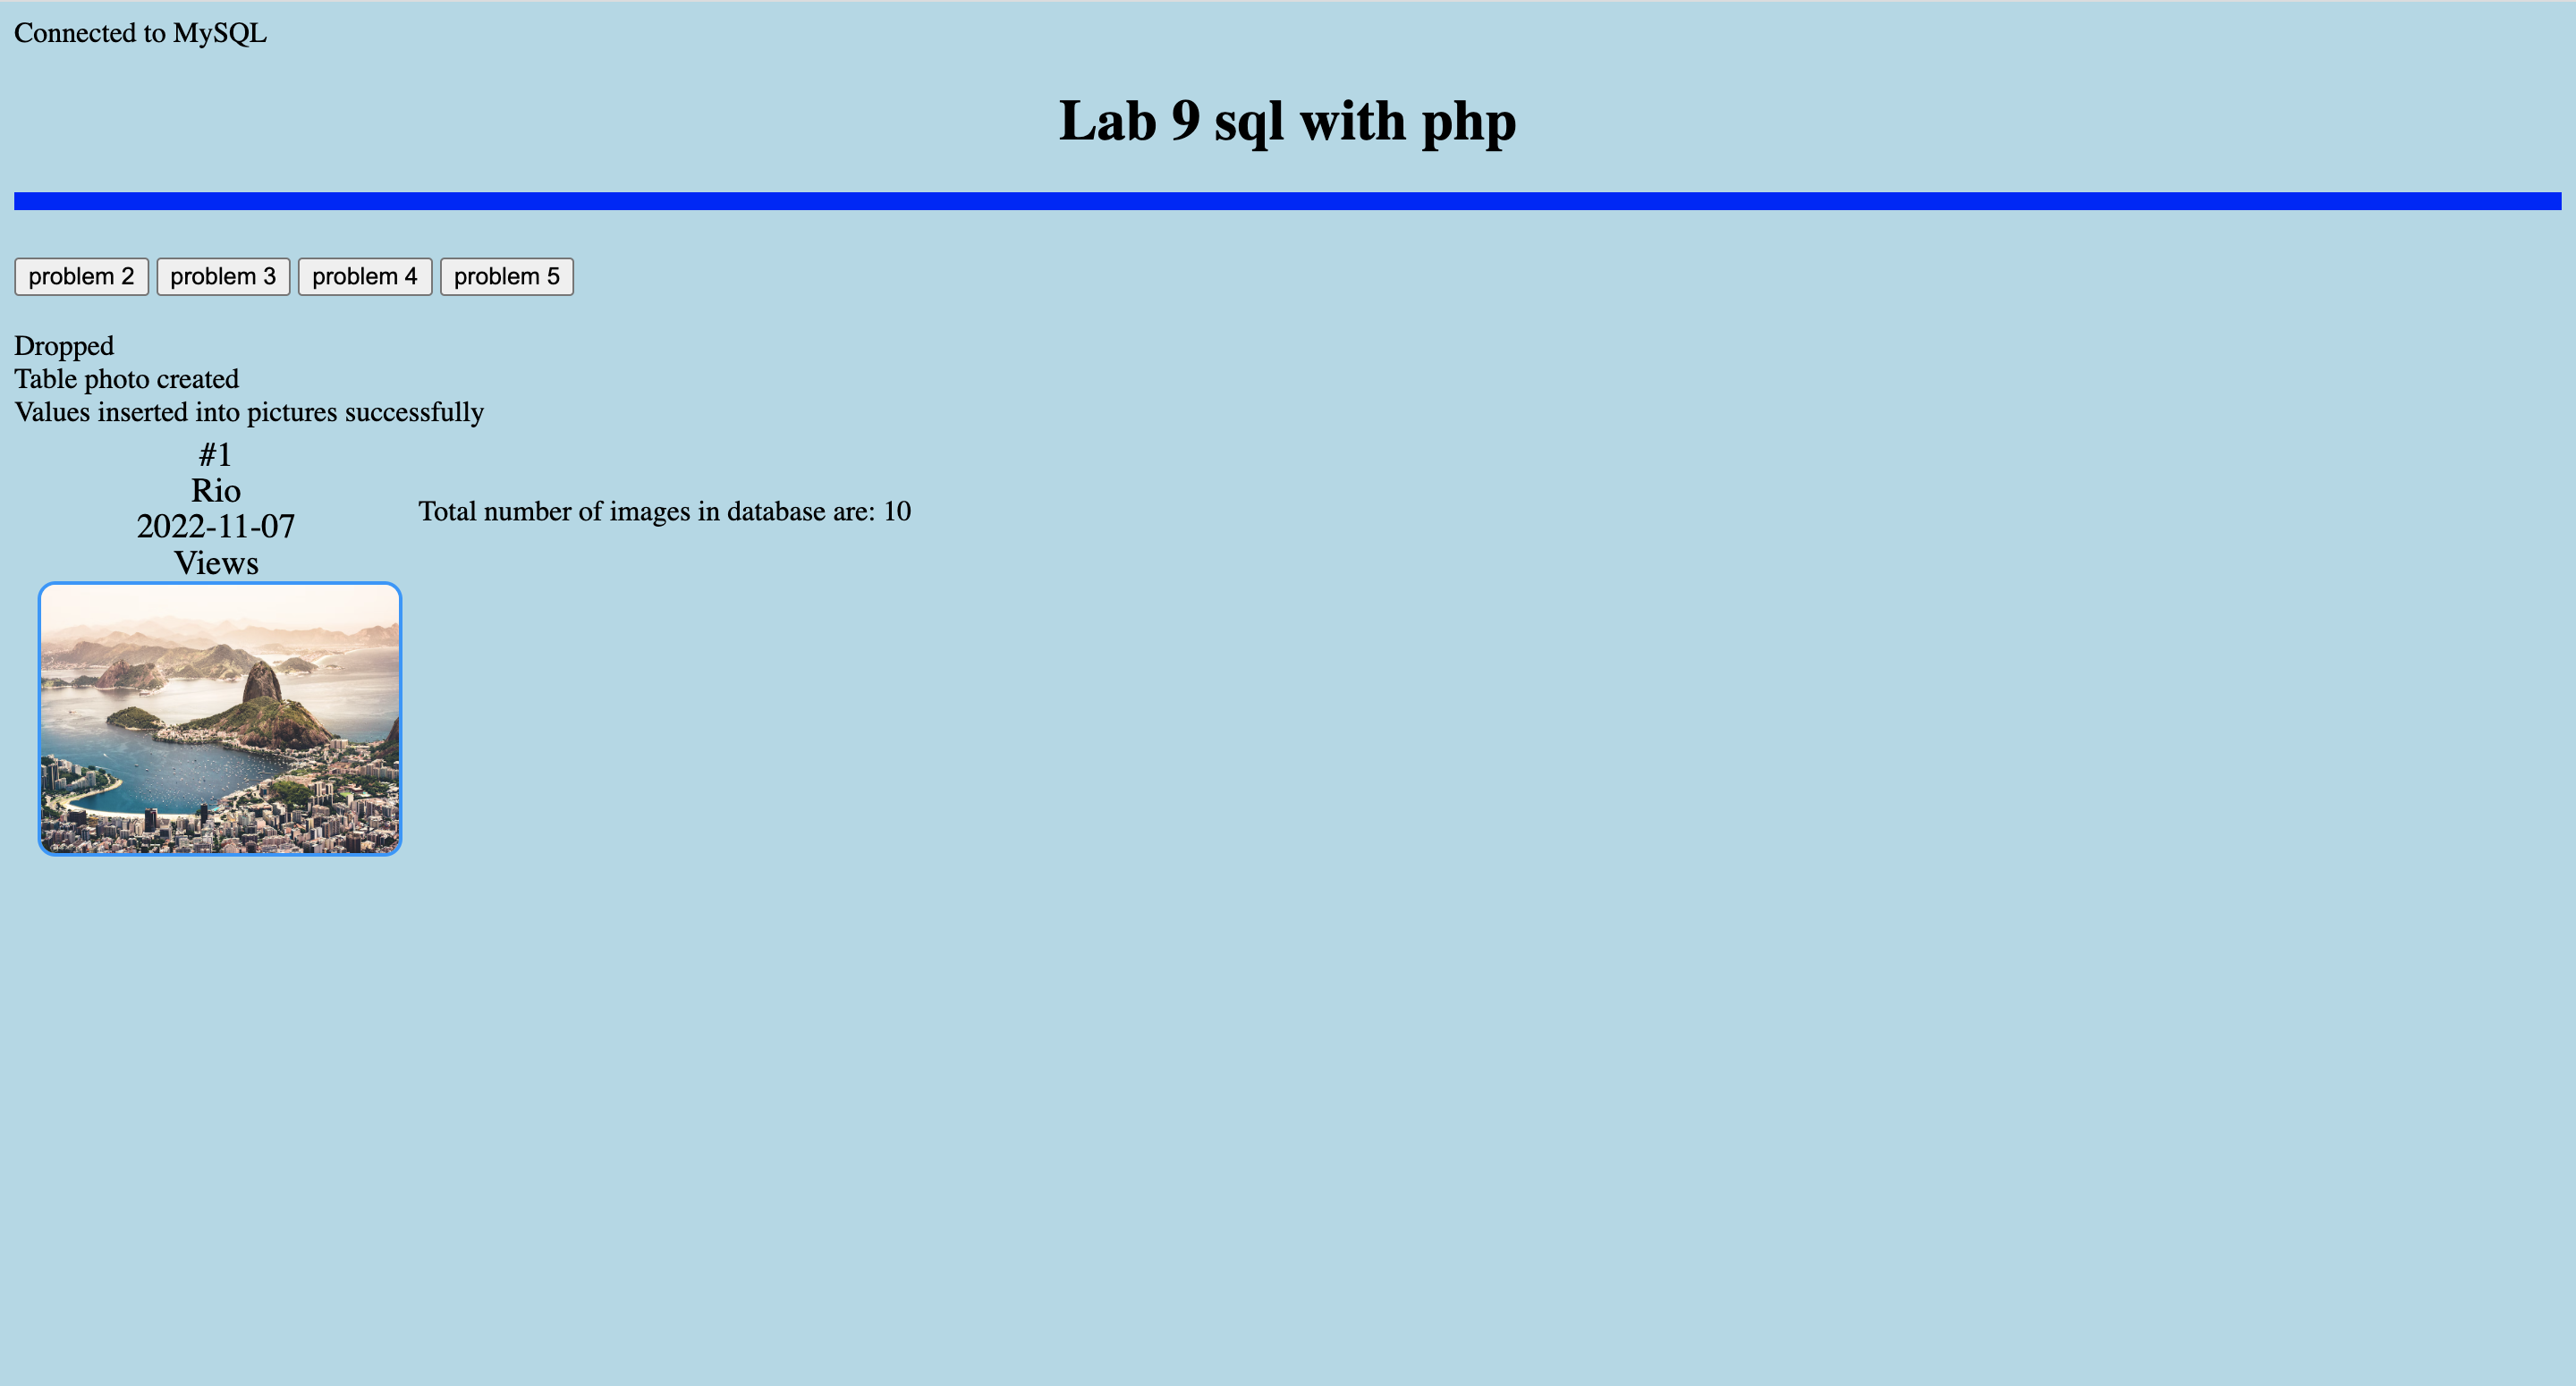 Connected to MySQL
Lab 9 sql with php
problem 2 problem 3 problem 4 problem 5
Dropped
Table photo created
Values inserted into pictures successfully
#1
Rio
2022-11-07
Views
Total number of images in database are: 10